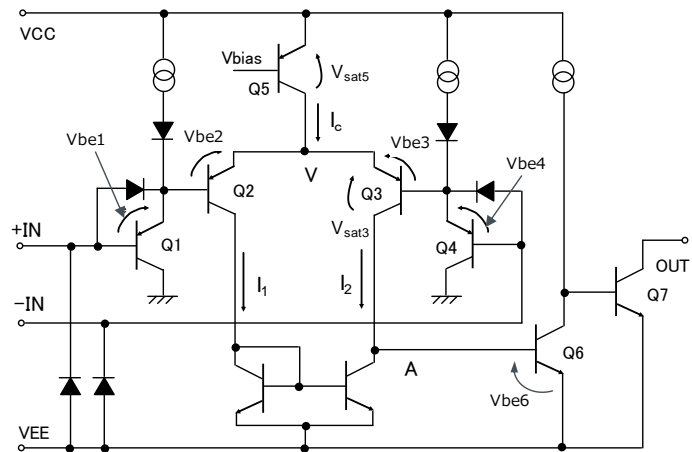 VCC
Vbias
Q5
Vsat5
Ic
Vbe1
Vbe2
Vbe3
Vbe4
V
Q2
Q3
+IN
Q1
Vsat3
Q4
OUT
I1
I2
Q7
−IN
Q6
A
Vbe6
VEE